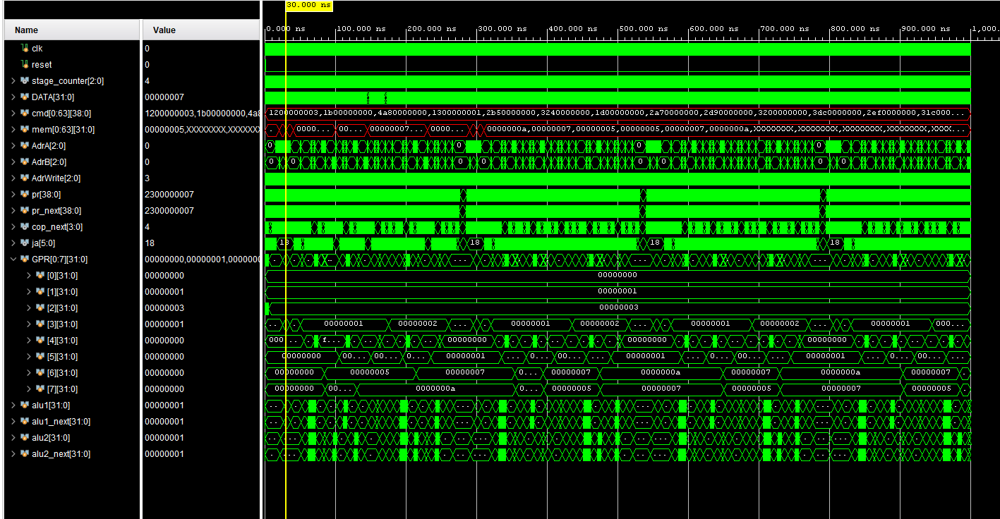 30.000 ns
Name Value 0.000 ns 100.000 ns 200.000 ns 300.000 ns 400.000 ns 500.000 ns 600.000 ns 700.000 ns 800.000 ns 900.000 ns 1,000.
clk 0
reset 0
stage_counter[2:0] 4
DATA[31:0] 00000007
cmd[0:63][38:0] 1200000003,1b00000000,4a8 1200000003,1b00000000,4a80000000,1300000001,2b50000000,3240000000,1d00000000,2a70000000,2d90000000,3200000000,3dc0000000,2ef0000000,31c000...
mem[0:63][31:0] 00000005,XXXXXXXX,XXXXXXX 0000... 00... 00000007... 0000... 0000000a,00000007,00000005,00000005,00000007,0000000a,XXXXXXXX,XXXXXXXX,XXXXXXXX,XXXXXXXX,XXXX...
AdrA[2:0] 0 0 0 0 0
AdrB[2:0] 0 0 0 0 0 0 0 0 0
AdrWrite[2:0] 3
pr[38:0] 2300000007
pr_next[38:0] 2300000007
cop_next[3:0] 4
ja[5:0] 18 18 18 18 18
GPR[0:7][31:0] 00000000,00000001,0000000
[0][31:0] 00000000 00000000
[1][31:0] 00000001 00000001
[2][31:0] 00000003 00000003
[3][31:0] 00000001 00000001 00000002 00000001 00000002 00000001 00000002 00000001 000...
[4][31:0] 00000000 000 f... 00000000 00000000 00000000
[5][31:0] 00000000 00000000 00... 00... 0... 00000001 0... 00... 00000001 0... 00... 00000001 0... 00...
[6][31:0] 00000000 00000000 00000005 00000007 0... 00000007 0000000a 00000007 0000000a 00000007
[7][31:0] 00000000 00000000 00... 0000000a 0... 00000005 00000007 00000005 00000007 00000005
alu1[31:0] 00000001
alu1_next[31:0] 00000001
alu2[31:0] 00000001
alu2_next[31:0] 00000001